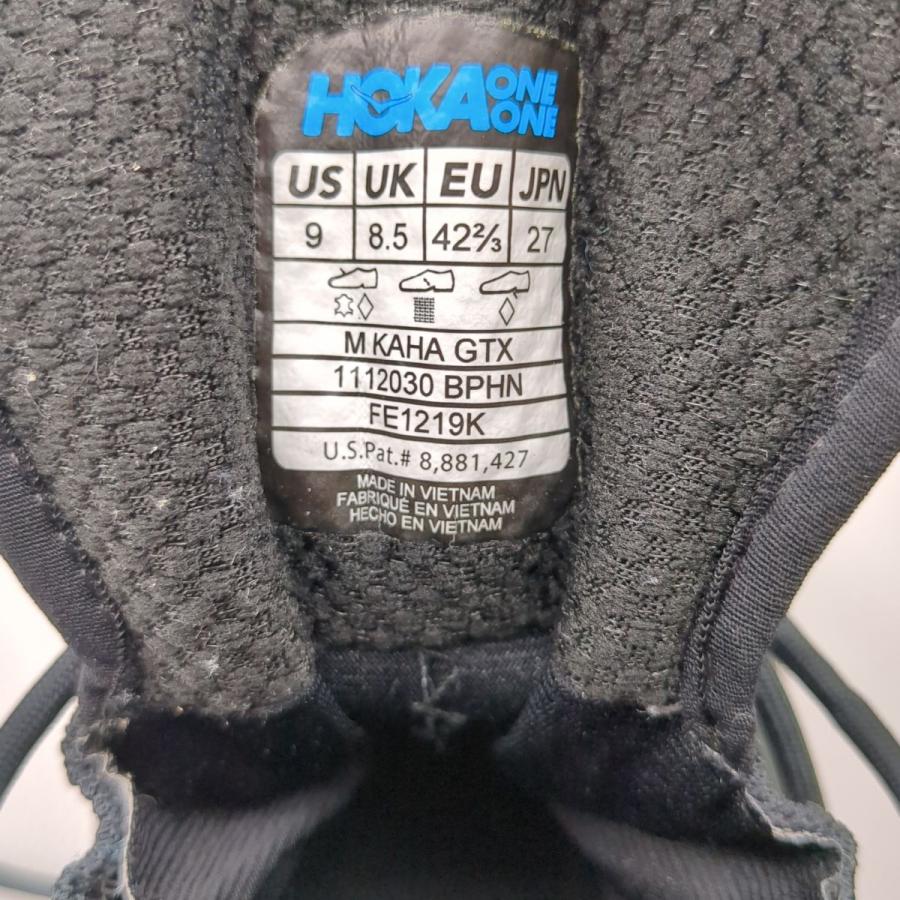 HOKA ONE ONE
US UK EU JPN
9 8.5 42⅔ 27
M KAHA GTX
1112030 BPHN
FE1219K
U.S.Pat.# 8,881,427
MADE IN VIETNAM
FABRIQUÉ EN VIETNAM
HECHO EN VIETNAM